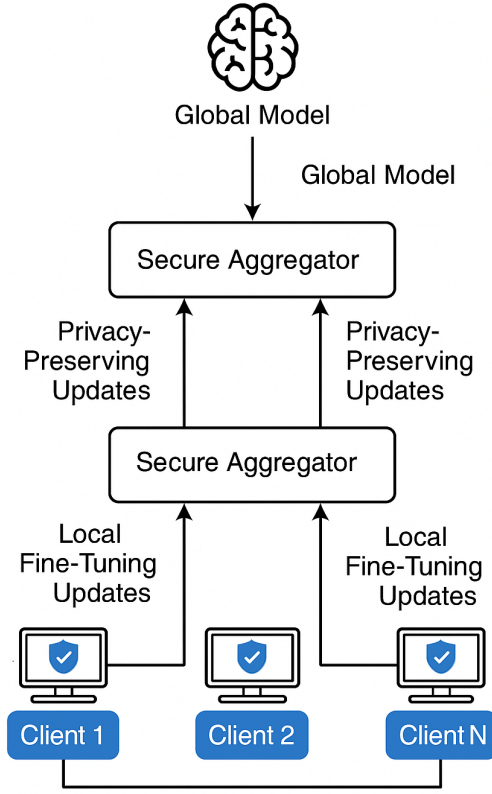 Global Model
Global Model
Secure Aggregator
Privacy-
Preserving
Updates
Privacy-
Preserving
Updates
Secure Aggregator
Local
Fine-Tuning
Updates
Local
Fine-Tuning
Updates
Client 1
Client 2
Client N